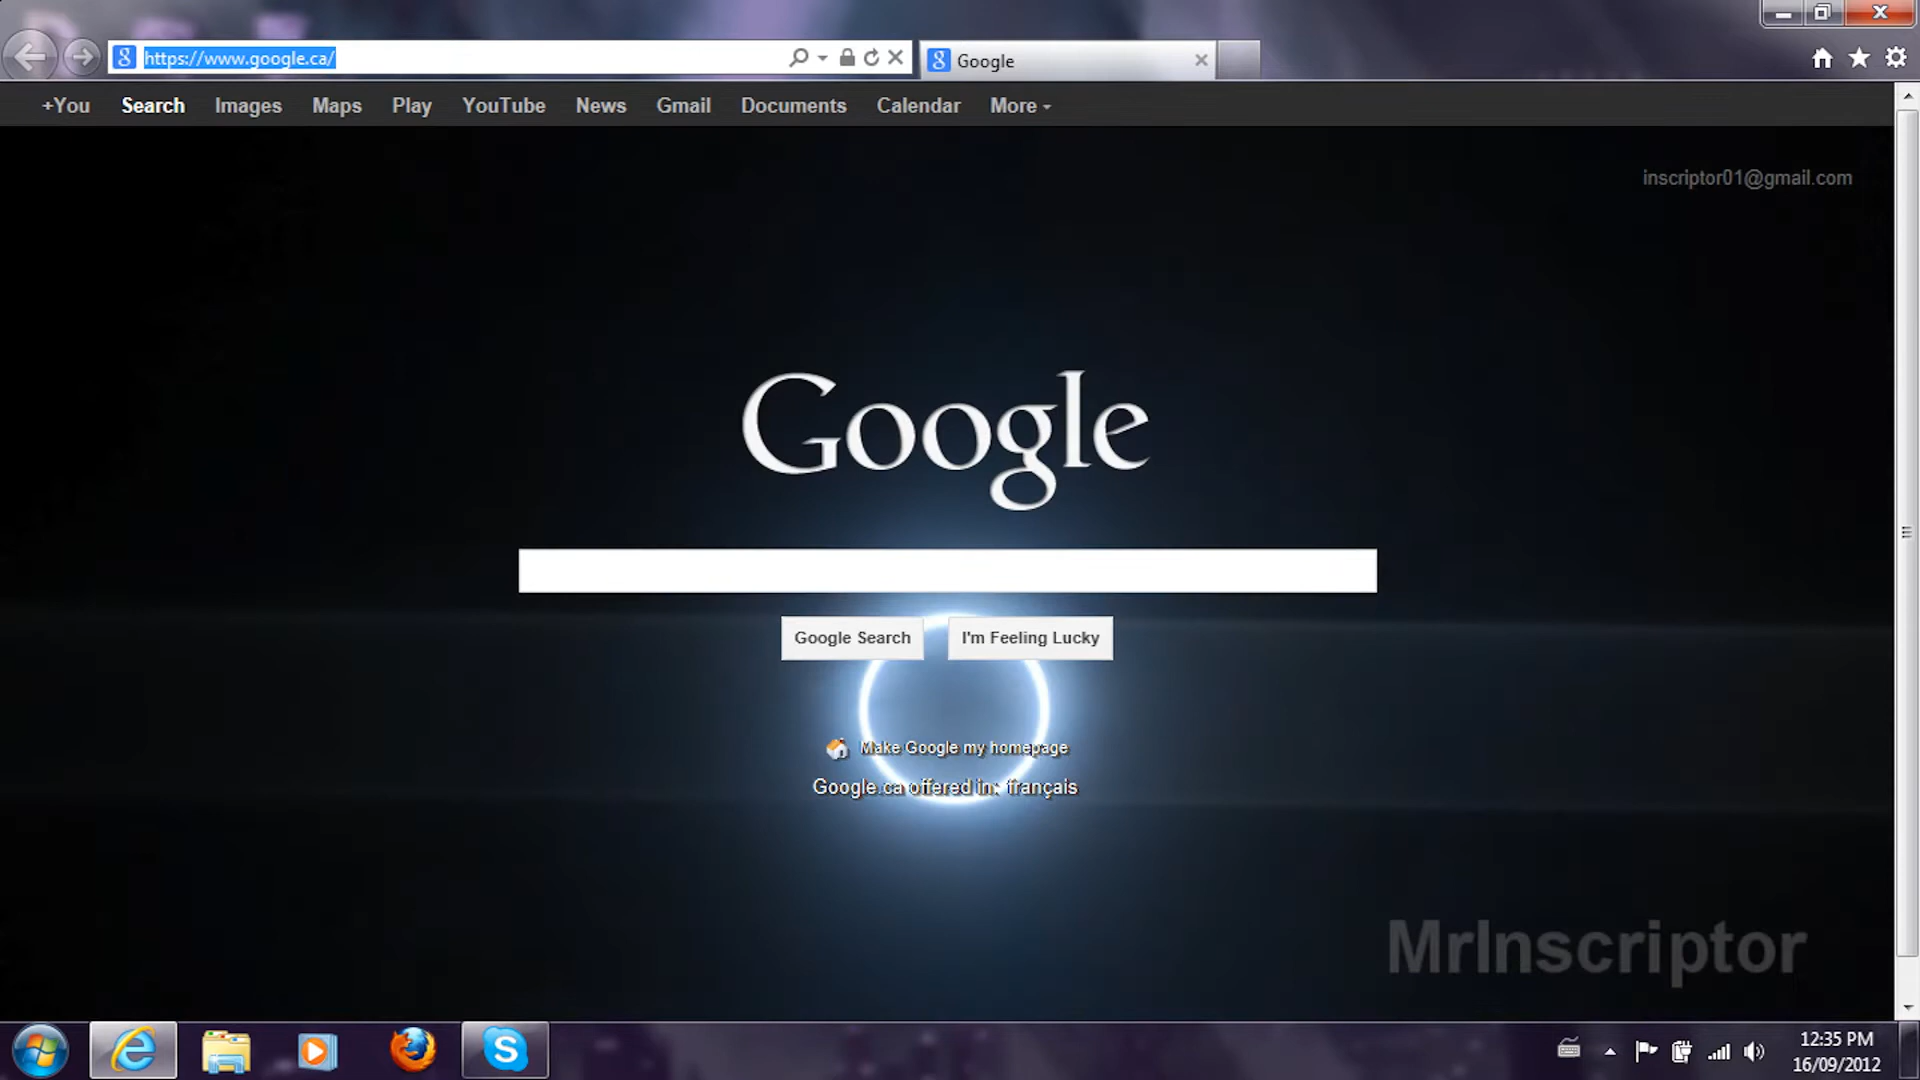 https://www.google.ca/
Google
+You Search Images Maps Play YouTube News Gmail Documents Calendar More
inscriptor01@gmail.com
Google
Google Search I'm Feeling Lucky
Make Google my homepage
Google.ca offered in: français
MrInscriptor
12:35 PM
16/09/2012